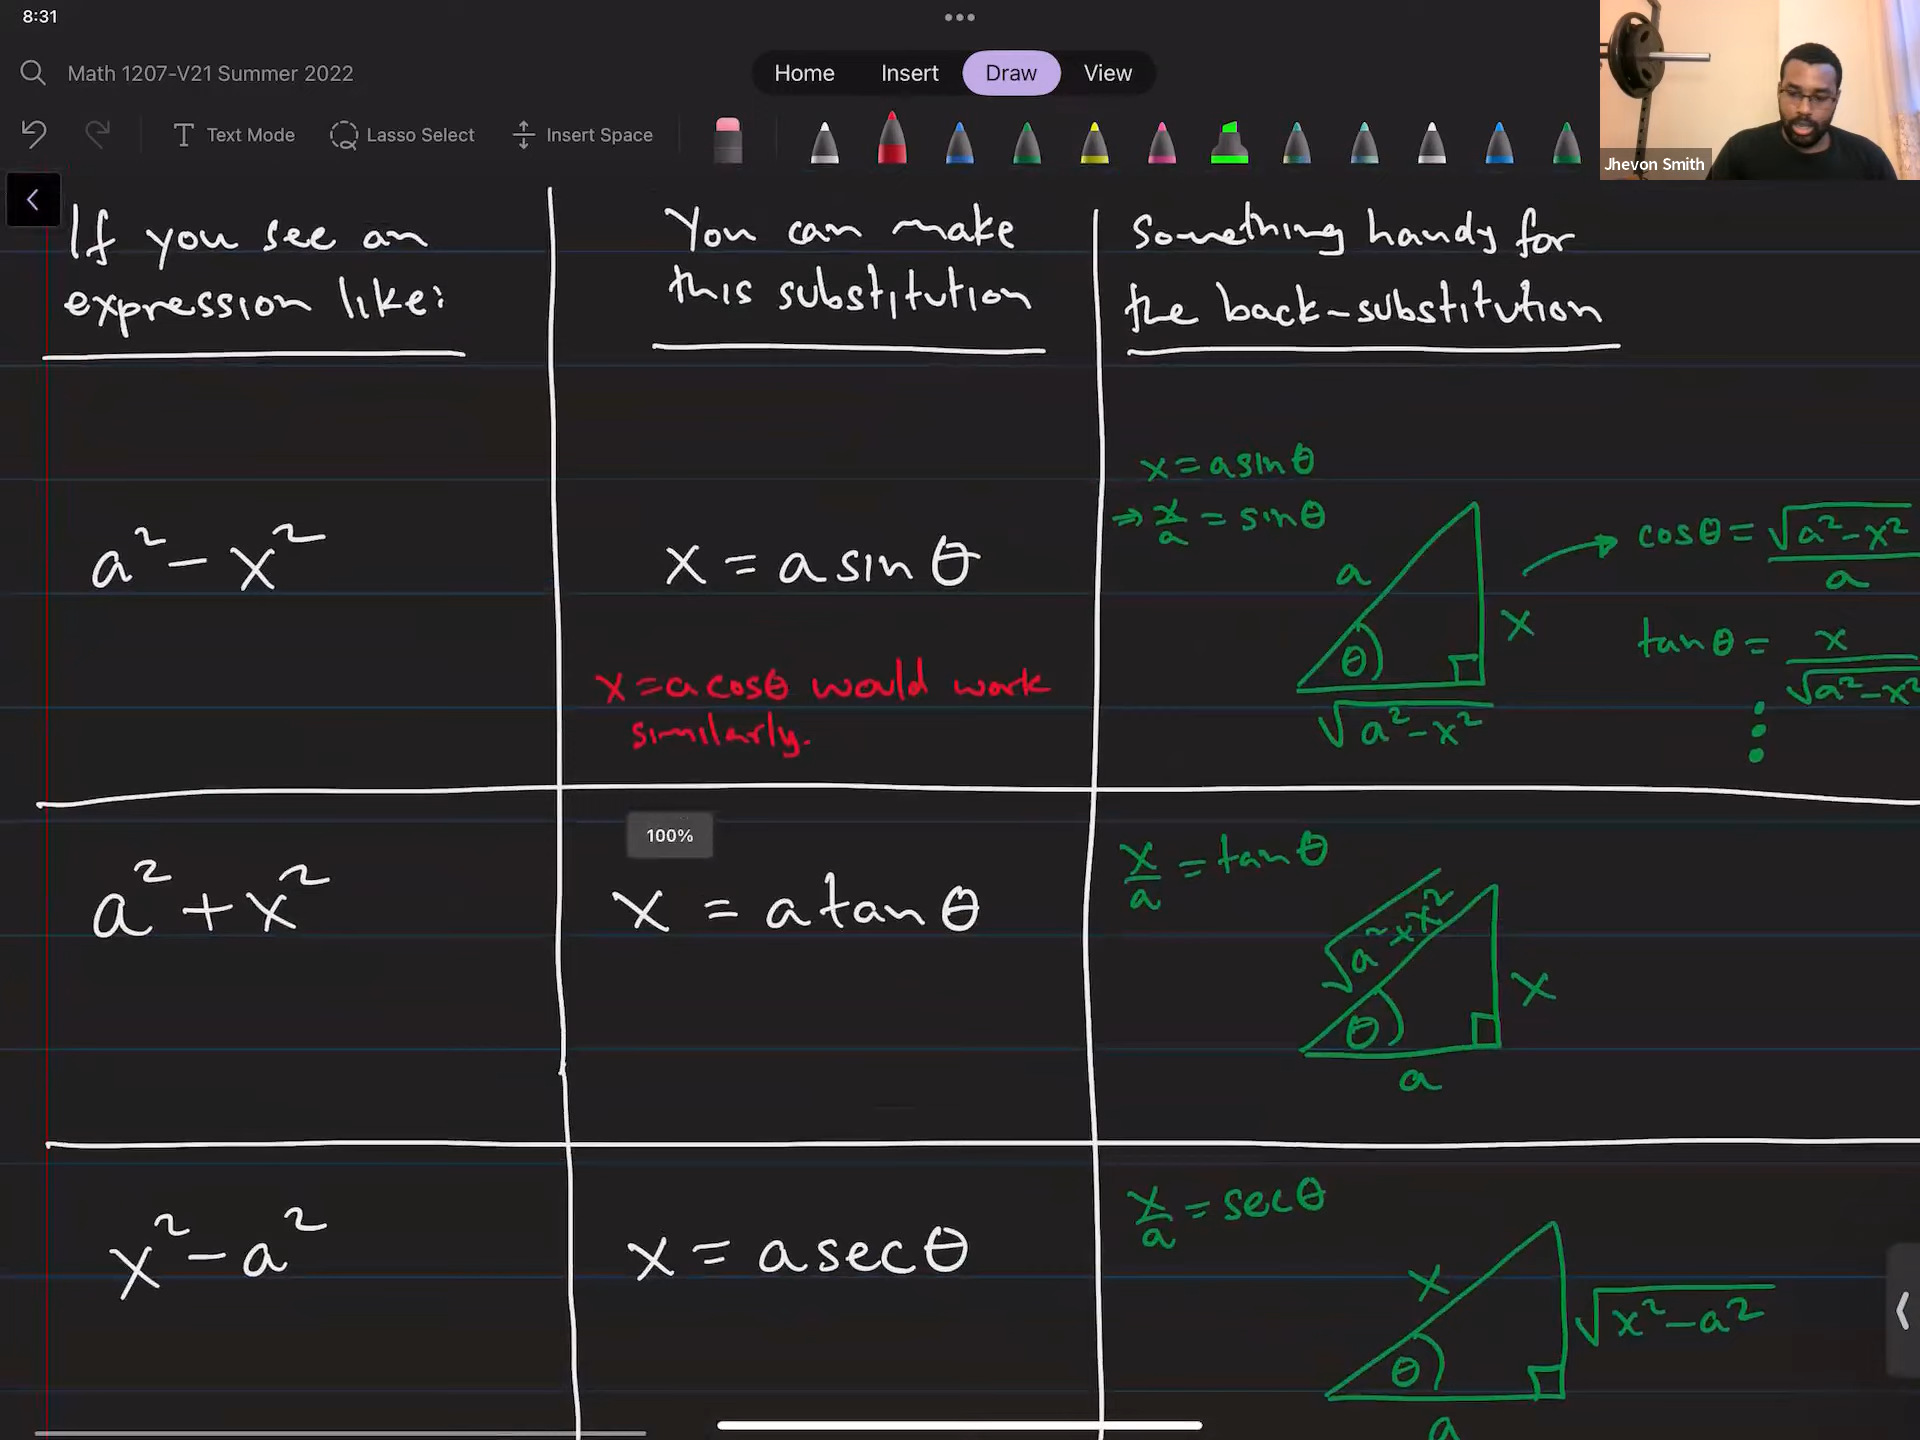 8:31
Math 1207-V21 Summer 2022
Home Insert Draw View
Text Mode Lasso Select Insert Space
Jhevon Smith
If you see an
expression like:
You can make
this substitution
Something handy for
the back-substitution
a² - x²
x = a sin θ
x = a cosθ would work
similarly.
x = a sin θ
⇒ x/a = sin θ
a
θ
x
√(a² - x²)
cos θ = √(a² - x²)/a
tan θ = x/√(a² - x²)
⋮
100%
a² + x²
x = a tan θ
x/a = tan θ
√(a² + x²)
θ
x
a
x² - a²
x = a sec θ
x/a = sec θ
x
θ
√(x² - a²)
a